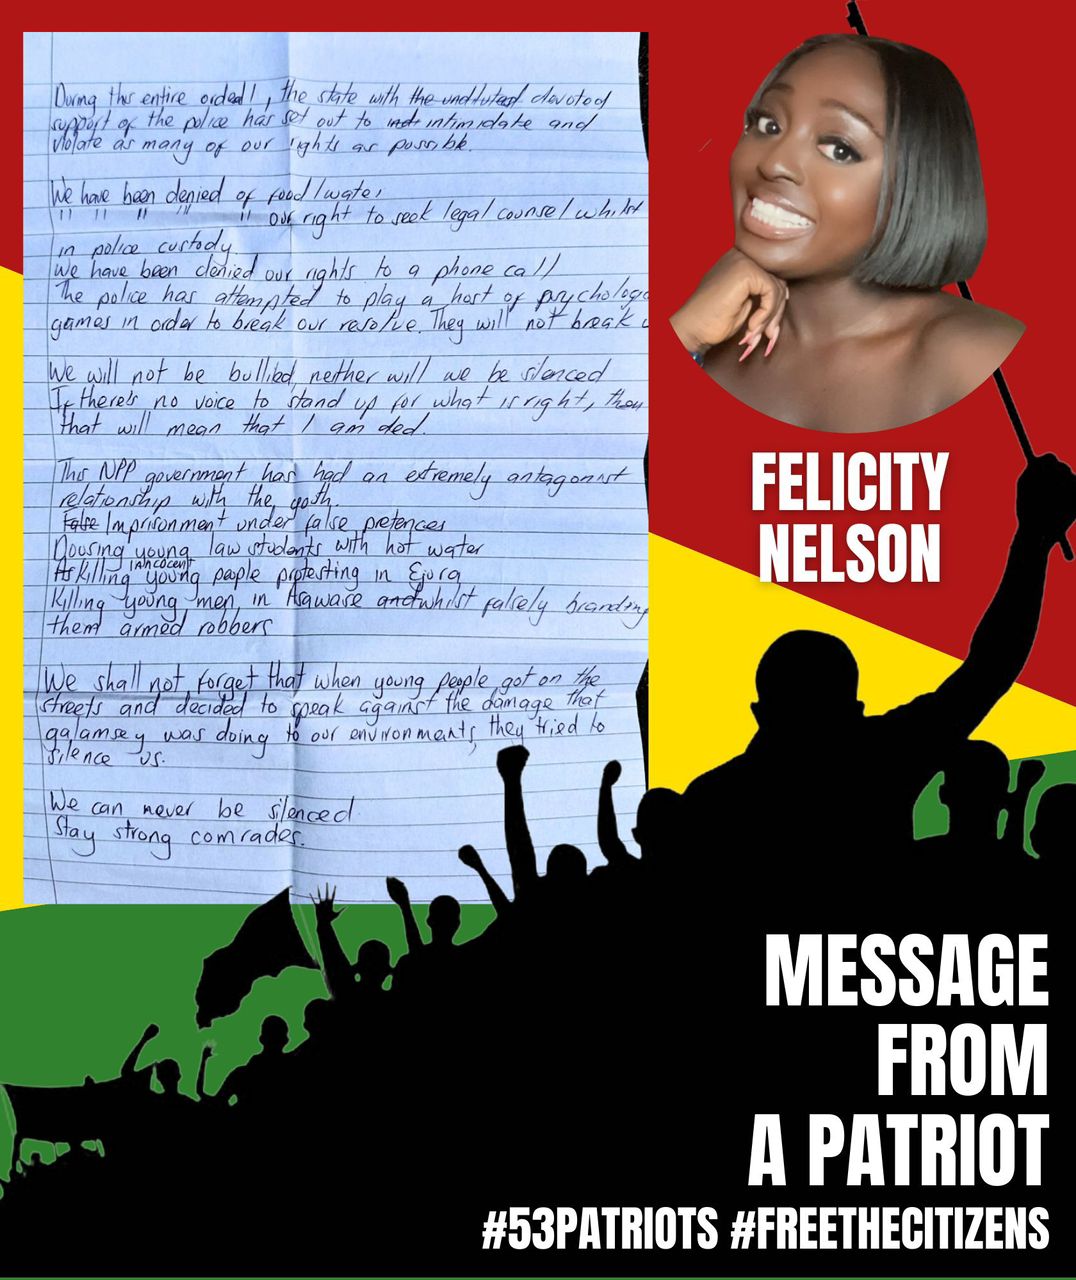 During this entire ordeal, the state with the undiluted devoted
support of the police has set out to indt intimidate and
violate as many of our rights as possible.
We have been denied of food/water
" " " " " our right to seek legal counsel whilst
in police custody.
We have been denied our rights to a phone call
The police has attempted to play a host of psycholog
games in order to break our resolve. They will not break
We will not be bullied, neither will we be silenced
If there's no voice to stand up for what is right, then
that will mean that I am ded.
This NPP government has had an extremely antagonist
relationship with the youth.
False Imprisonment under false pretences
Dousing young law students with hot water
As killing inncocent young people protesting in Ejura
Killing young men in Asawase and whilst falsely branding
them armed robbers
We shall not forget that when young people got on the
streets and decided to speak against the damage that
galamsey was doing to our environments, they tried to
silence us.
We can never be silenced
Stay strong comrades.
FELICITY
NELSON
MESSAGE
FROM
A PATRIOT
#53PATRIOTS #FREETHECITIZENS